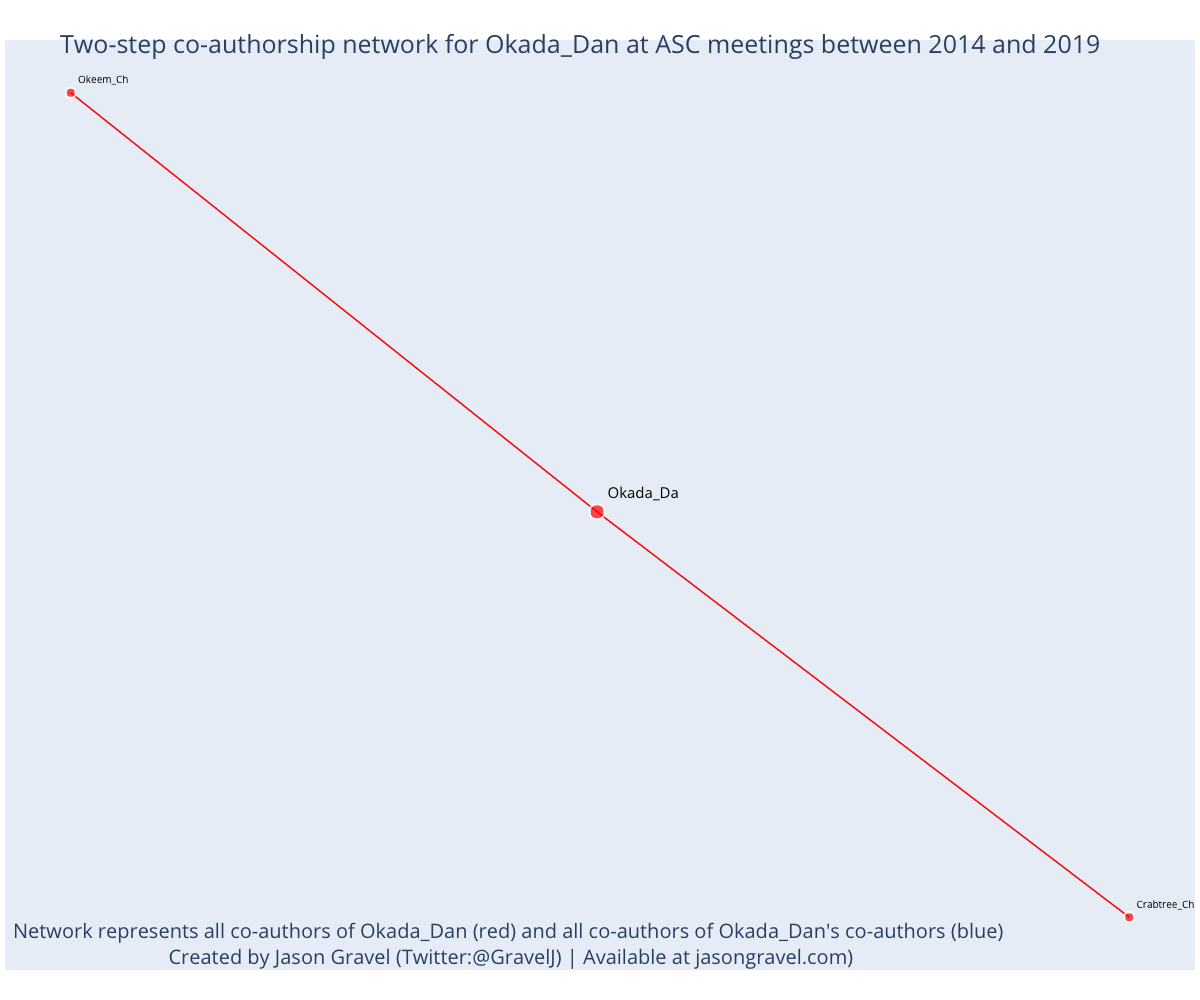 Two-step co-authorship network for Okada_Dan at ASC meetings between 2014 and 2019
Okeem_Ch
Okada_Da
Crabtree_Ch
Network represents all co-authors of Okada_Dan (red) and all co-authors of Okada_Dan's co-authors (blue)
Created by Jason Gravel (Twitter:@GravelJ) | Available at jasongravel.com)